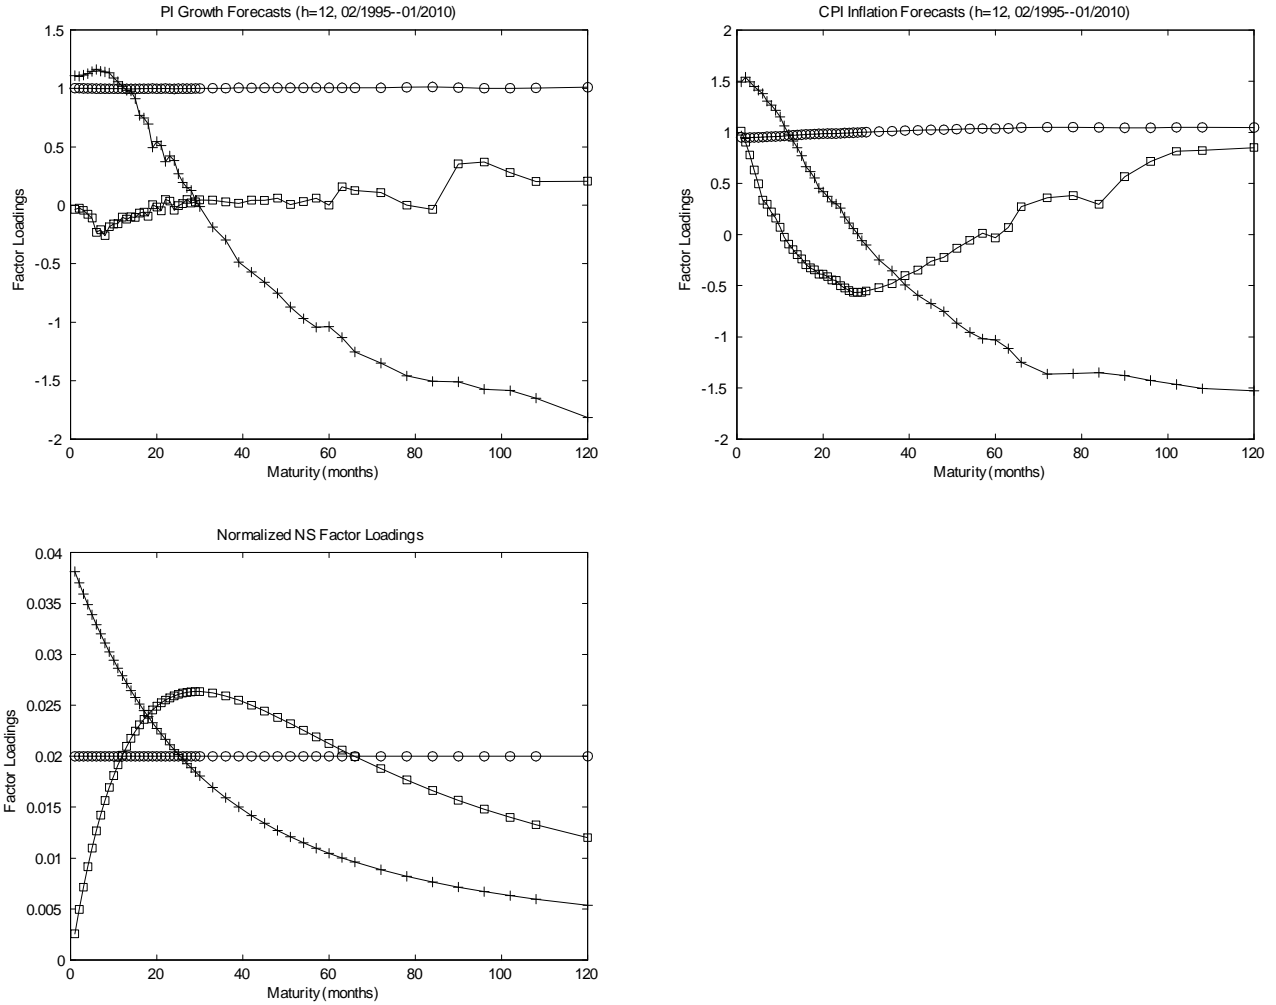 PI Growth Forecasts (h=12, 02/1995--01/2010)
1.5
1
0.5
0
-0.5
-1
-1.5
-2
Factor Loadings
0 20 40 60 80 100 120
Maturity (months)
CPI Inflation Forecasts (h=12, 02/1995--01/2010)
2
1.5
1
0.5
0
-0.5
-1
-1.5
-2
Factor Loadings
0 20 40 60 80 100 120
Maturity (months)
Normalized NS Factor Loadings
0.04
0.035
0.03
0.025
0.02
0.015
0.01
0.005
0
Factor Loadings
0 20 40 60 80 100 120
Maturity (months)